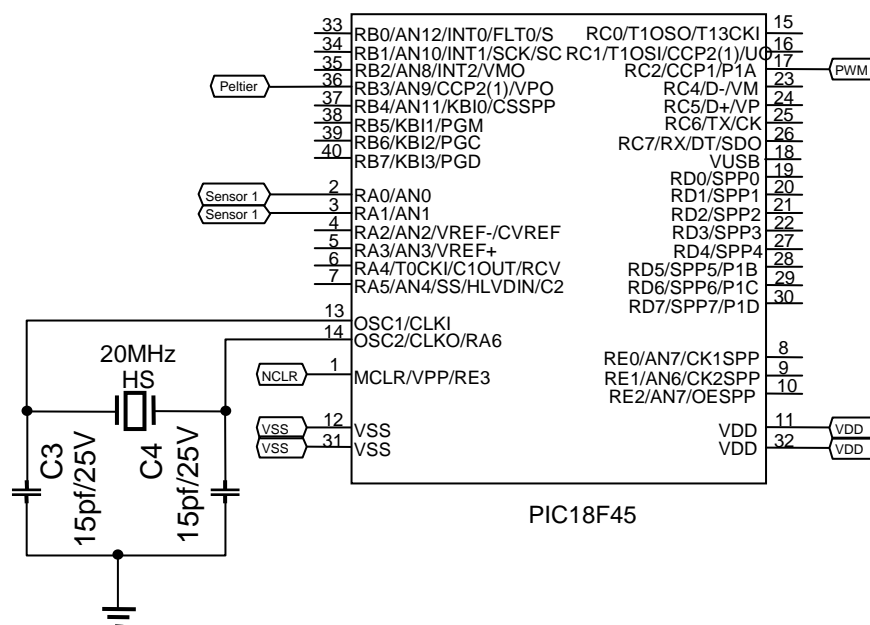 33
RB0/AN12/INT0/FLT0/S
34
RB1/AN10/INT1/SCK/SC
35
RB2/AN8/INT2/VMO
Peltier
36
RB3/AN9/CCP2(1)/VPO
37
RB4/AN11/KBI0/CSSPP
38
RB5/KBI1/PGM
39
RB6/KBI2/PGC
40
RB7/KBI3/PGD
Sensor 1
2
RA0/AN0
Sensor 1
3
RA1/AN1
4
RA2/AN2/VREF-/CVREF
5
RA3/AN3/VREF+
6
RA4/T0CKI/C1OUT/RCV
7
RA5/AN4/SS/HLVDIN/C2
13
OSC1/CLKI
14
OSC2/CLKO/RA6
NCLR
1
MCLR/VPP/RE3
VSS
12
VSS
VSS
31
VSS
RC0/T1OSO/T13CKI
15
RC1/T1OSI/CCP2(1)/UO
16
RC2/CCP1/P1A
17
PWM
RC4/D-/VM
23
RC5/D+/VP
24
RC6/TX/CK
25
RC7/RX/DT/SDO
26
VUSB
18
RD0/SPP0
19
RD1/SPP1
20
RD2/SPP2
21
RD3/SPP3
22
RD4/SPP4
27
RD5/SPP5/P1B
28
RD6/SPP6/P1C
29
RD7/SPP7/P1D
30
RE0/AN7/CK1SPP
8
RE1/AN6/CK2SPP
9
RE2/AN7/OESPP
10
VDD
11
VDD
VDD
32
VDD
20MHz
HS
C3
15pf/25V
C4
15pf/25V
PIC18F45